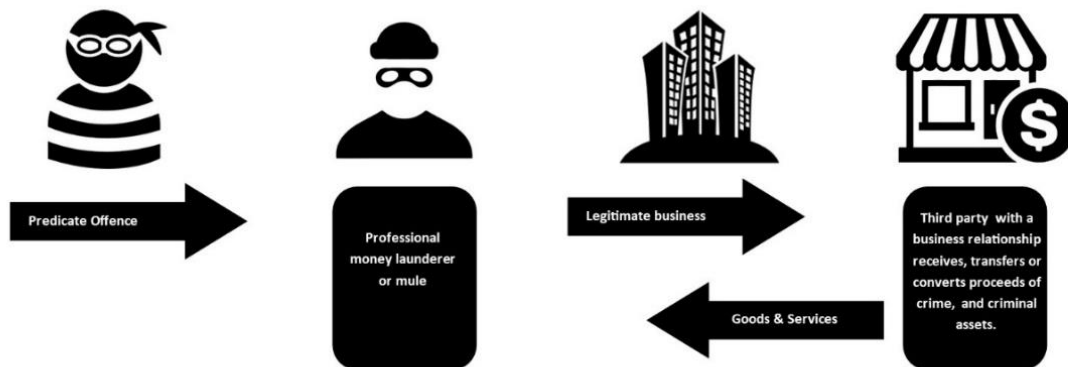 Predicate Offence
Professional
money launderer
or mule
Legitimate business
Third party with a
business relationship
receives, transfers or
converts proceeds of
crime, and criminal
assets.
Goods & Services
$